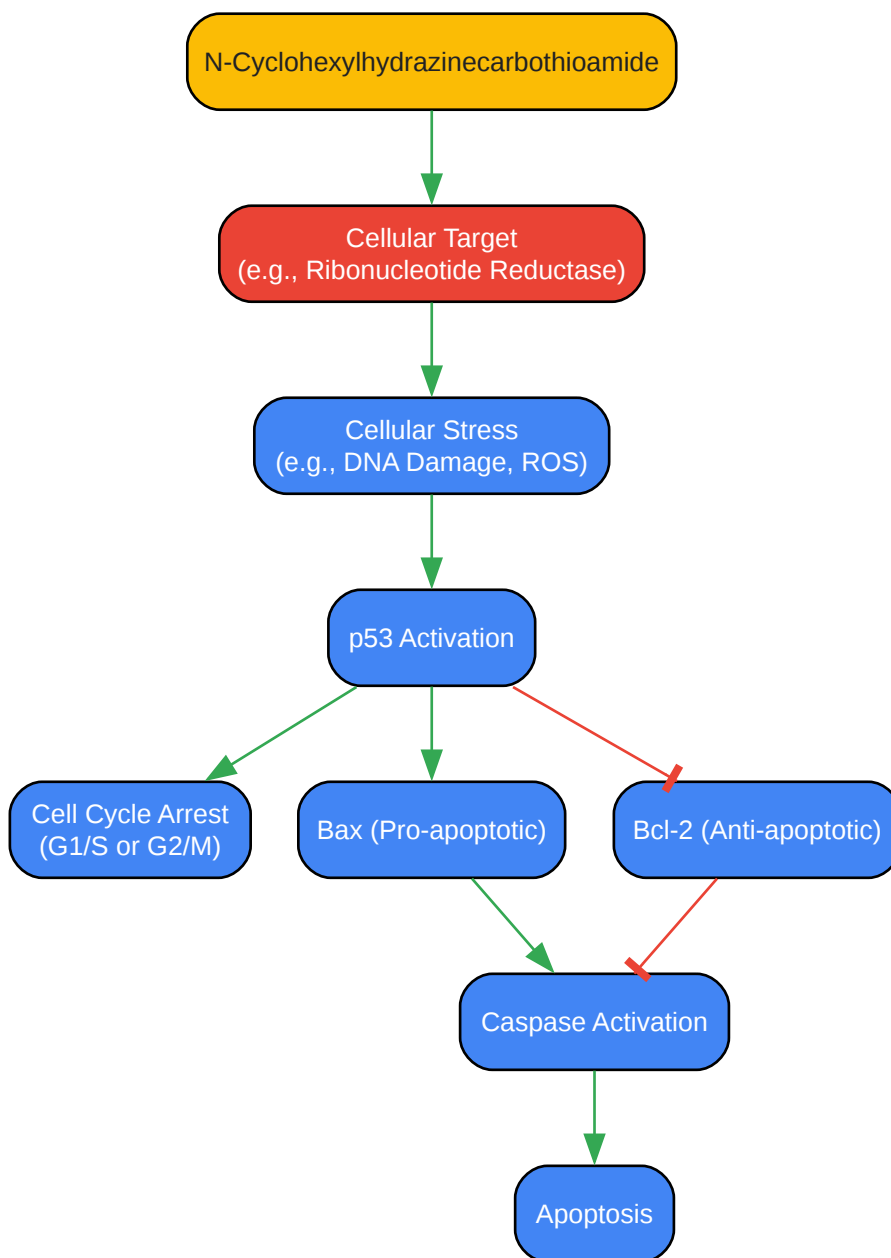 N-Cyclohexylhydrazinecarbothioamide
Cellular Target
(e.g., Ribonucleotide Reductase)
Cellular Stress
(e.g., DNA Damage, ROS)
p53 Activation
Cell Cycle Arrest
(G1/S or G2/M)
Bax (Pro-apoptotic)
Bcl-2 (Anti-apoptotic)
Caspase Activation
Apoptosis